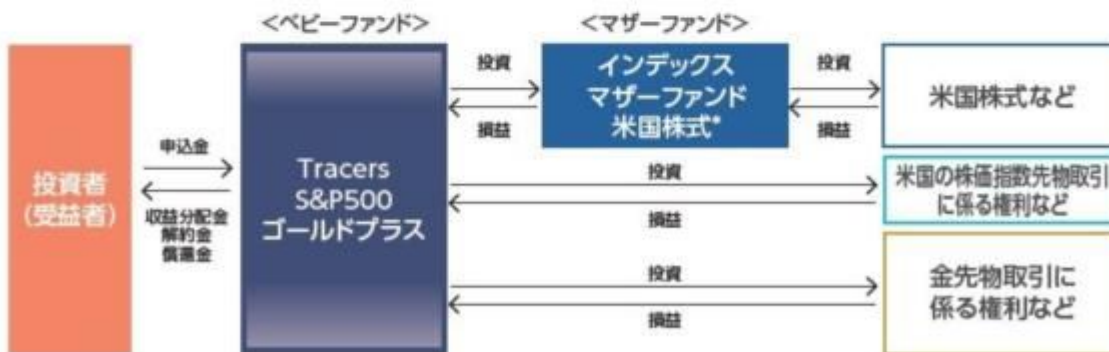 <ベビーファンド>
<マザーファンド>
投資者
(受益者)
申込金
収益分配金
解約金
償還金
Tracers
S&P500
ゴールドプラス
投資
損益
インデックス
マザーファンド
米国株式*
投資
損益
米国株式など
投資
損益
米国の株価指数先物取引
に係る権利など
投資
損益
金先物取引に
係る権利など